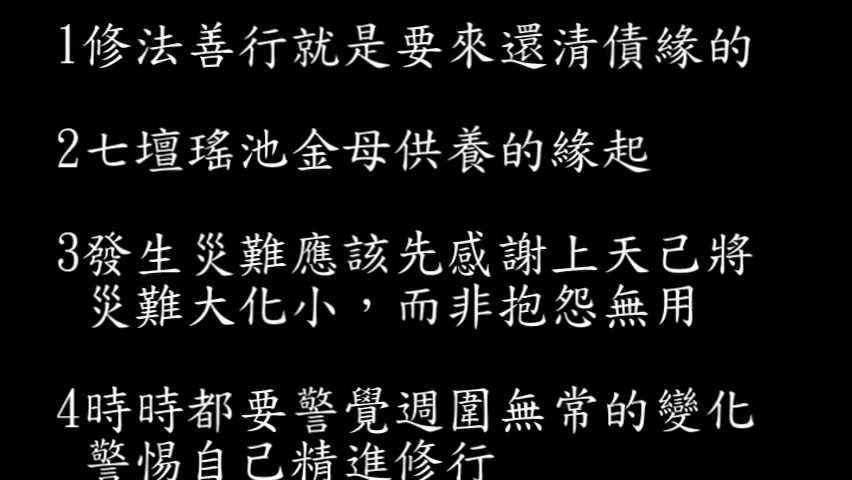 1修法善行就是要來還清債緣的
2七壇瑤池金母供養的緣起
3發生災難應該先感謝上天己將
災難大化小，而非抱怨無用
4時時都要警覺週圍無常的變化
警惕自己精進修行